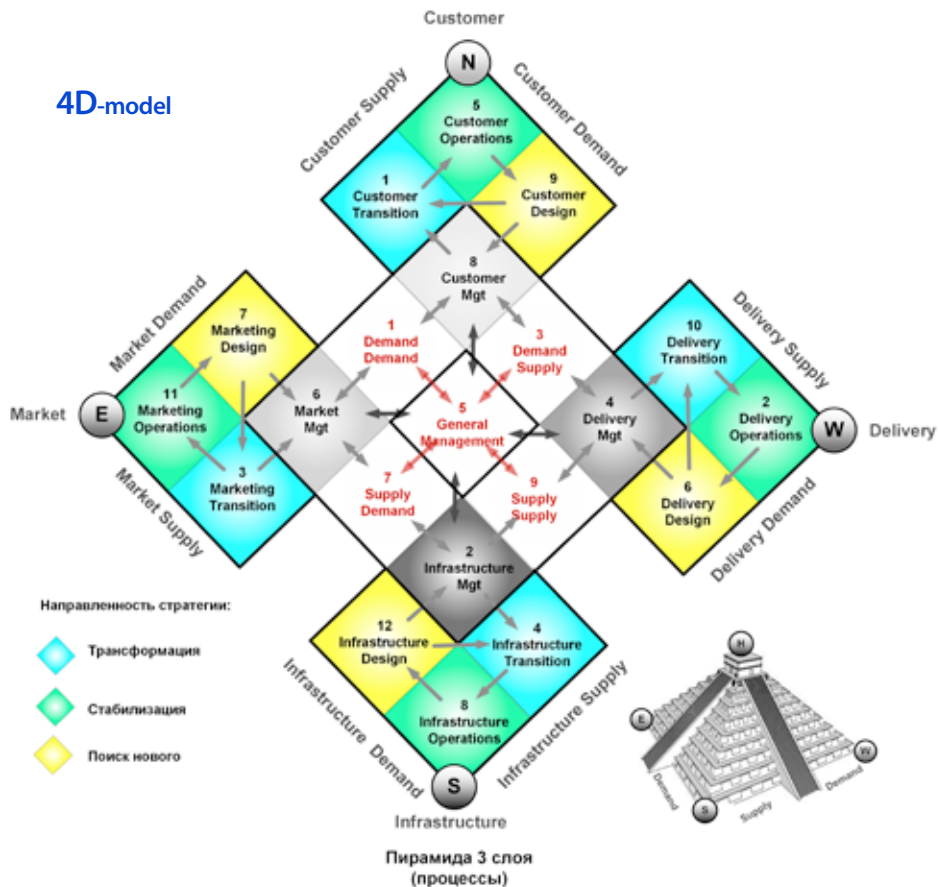 4D-model
Customer
N
Customer Supply
Customer Demand
5
Customer
Operations
1
Customer
Transition
9
Customer
Design
8
Customer
Mgt
Market Demand
7
Marketing
Design
Market
E
11
Marketing
Operations
3
Marketing
Transition
Market Supply
6
Market
Mgt
1
Demand
Demand
3
Demand
Supply
5
General
Management
7
Supply
Demand
9
Supply
Supply
4
Delivery
Mgt
10
Delivery
Transition
Delivery Supply
2
Delivery
Operations
W
Delivery
6
Delivery
Design
Delivery Demand
2
Infrastructure
Mgt
12
Infrastructure
Design
4
Infrastructure
Transition
8
Infrastructure
Operations
Infrastructure Demand
Infrastructure Supply
S
Infrastructure
Направленность стратегии:
Трансформация
Стабилизация
Поиск нового
Пирамида 3 слоя
(процессы)
H
E
W
S
Demand
Supply
Demand